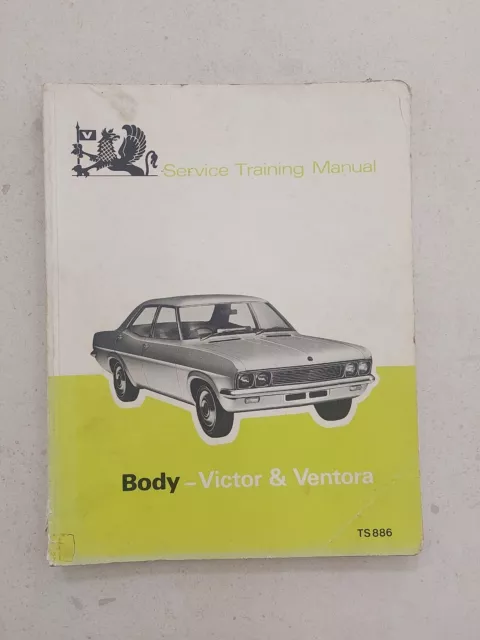 V
Service Training Manual
Body – Victor & Ventora
TS886